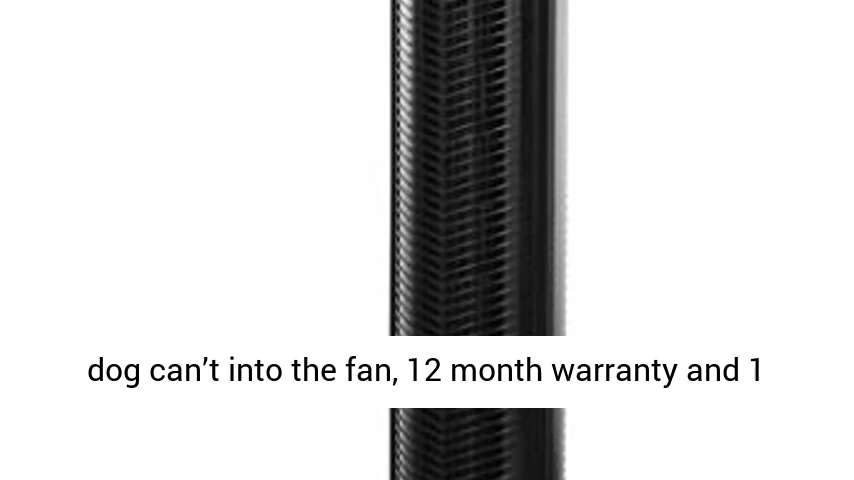 dog can’t into the fan, 12 month warranty and 1